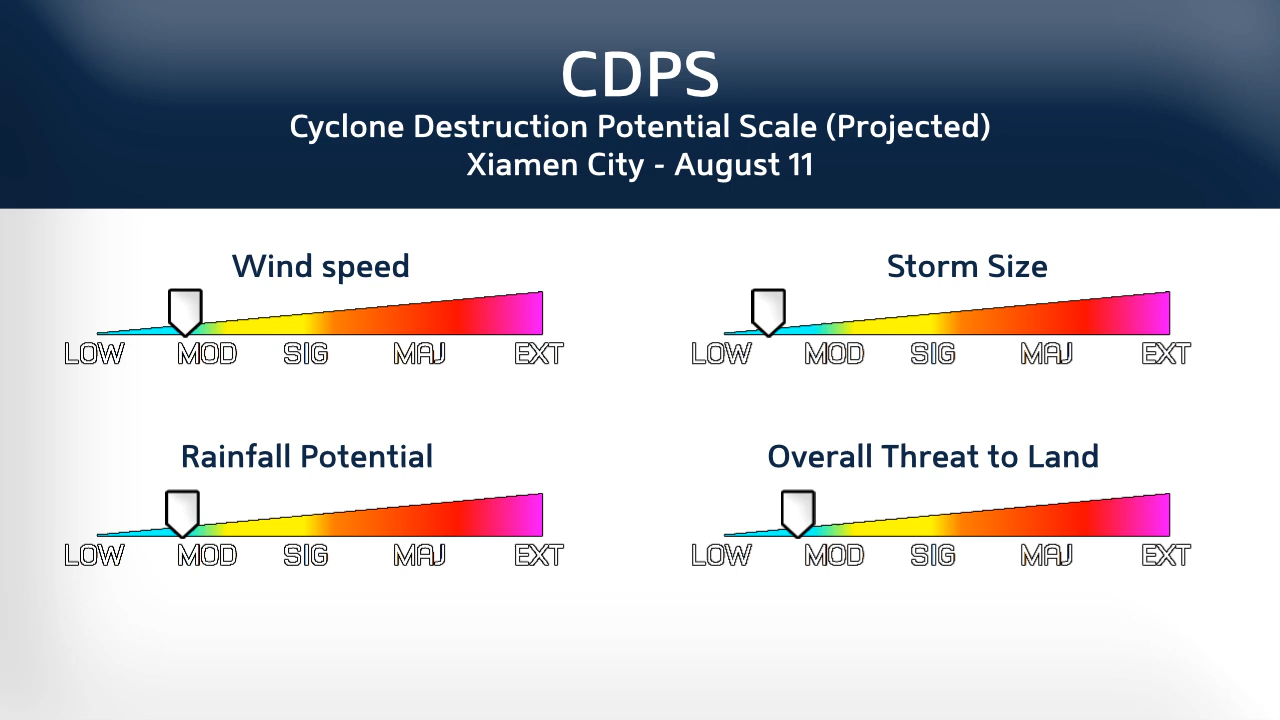 CDPS
Cyclone Destruction Potential Scale (Projected)
Xiamen City - August 11
Wind speed
LOW MOD SIG MAJ EXT
Storm Size
LOW MOD SIG MAJ EXT
Rainfall Potential
LOW MOD SIG MAJ EXT
Overall Threat to Land
LOW MOD SIG MAJ EXT